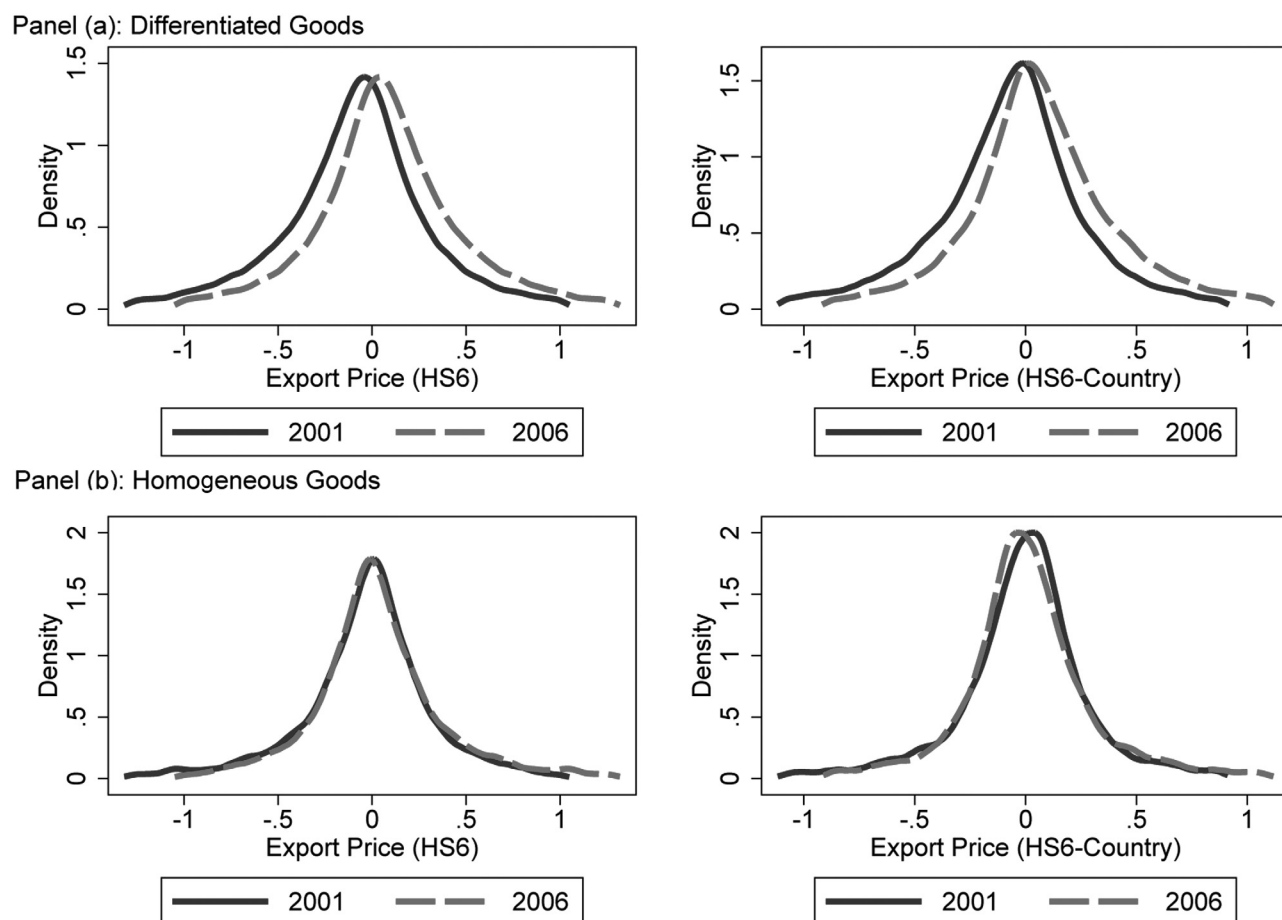 Panel (a): Differentiated Goods
Density
0 .5 1 1.5
-1 -.5 0 .5 1
Export Price (HS6)
2001 2006
Density
0 .5 1 1.5
-1 -.5 0 .5 1
Export Price (HS6-Country)
2001 2006
Panel (b): Homogeneous Goods
Density
0 .5 1 1.5 2
-1 -.5 0 .5 1
Export Price (HS6)
2001 2006
Density
0 .5 1 1.5 2
-1 -.5 0 .5 1
Export Price (HS6-Country)
2001 2006